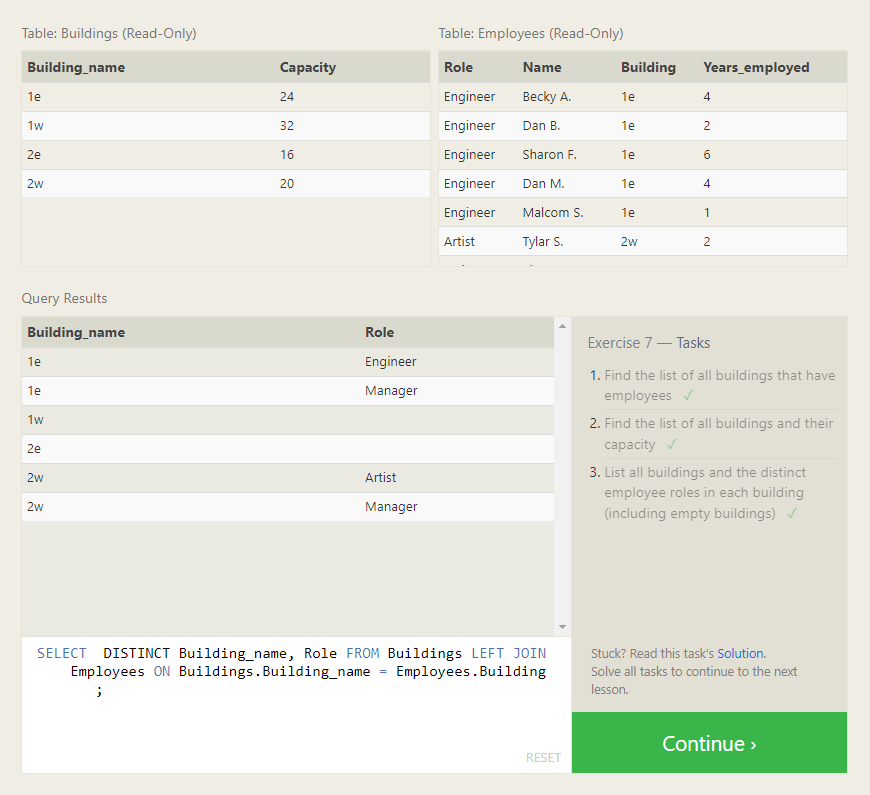 Table: Buildings (Read-Only)
Building_name Capacity
1e 24
1w 32
2e 16
2w 20
Table: Employees (Read-Only)
Role Name Building Years_employed
Engineer Becky A. 1e 4
Engineer Dan B. 1e 2
Engineer Sharon F. 1e 6
Engineer Dan M. 1e 4
Engineer Malcom S. 1e 1
Artist Tylar S. 2w 2
Query Results
Building_name Role
1e Engineer
1e Manager
1w
2e
2w Artist
2w Manager
SELECT  DISTINCT Building_name, Role FROM Buildings LEFT JOIN
Employees ON Buildings.Building_name = Employees.Building
;
RESET
Exercise 7 — Tasks
1. Find the list of all buildings that have
employees ✓
2. Find the list of all buildings and their
capacity ✓
3. List all buildings and the distinct
employee roles in each building
(including empty buildings) ✓
Stuck? Read this task's Solution.
Solve all tasks to continue to the next
lesson.
Continue ›